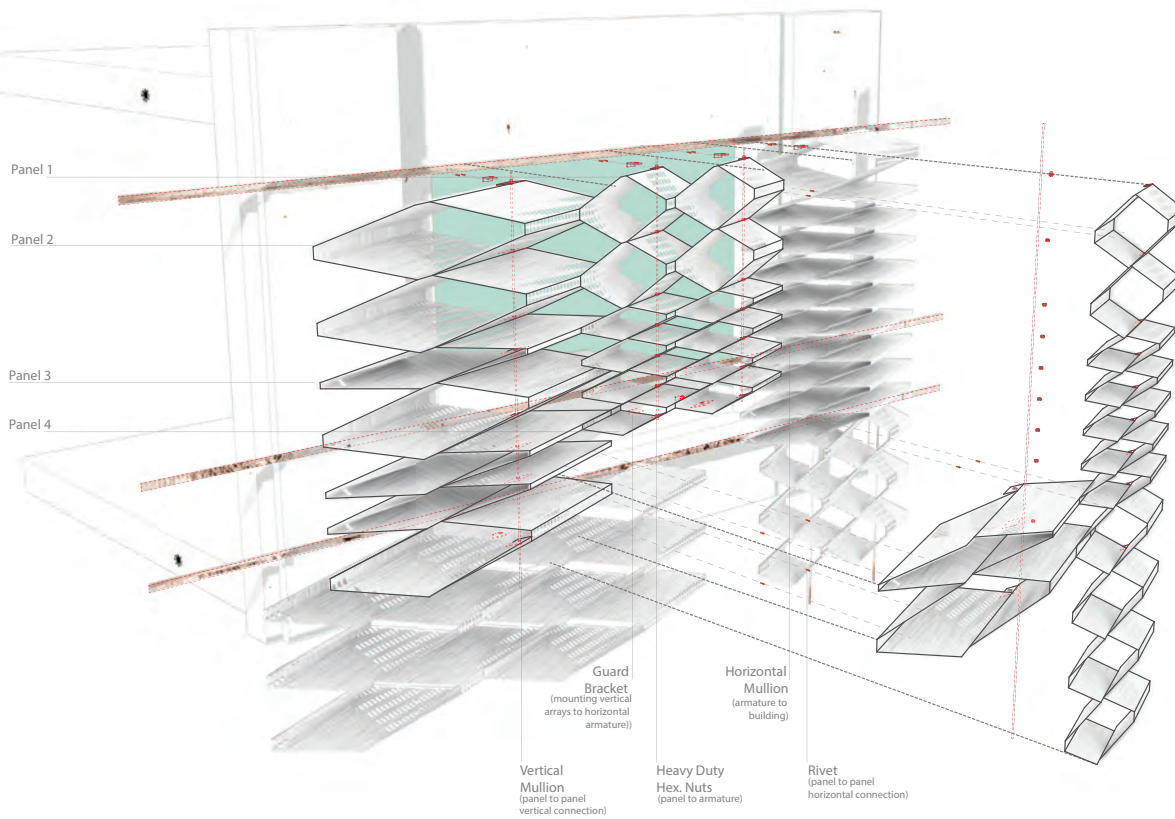 Panel 1
Panel 2
Panel 3
Panel 4
Guard
Bracket
(mounting vertical
arrays to horizontal
armature))
Horizontal
Mullion
(armature to
building)
Vertical
Mullion
(panel to panel
vertical connection)
Heavy Duty
Hex. Nuts
(panel to armature)
Rivet
(panel to panel
horizontal connection)